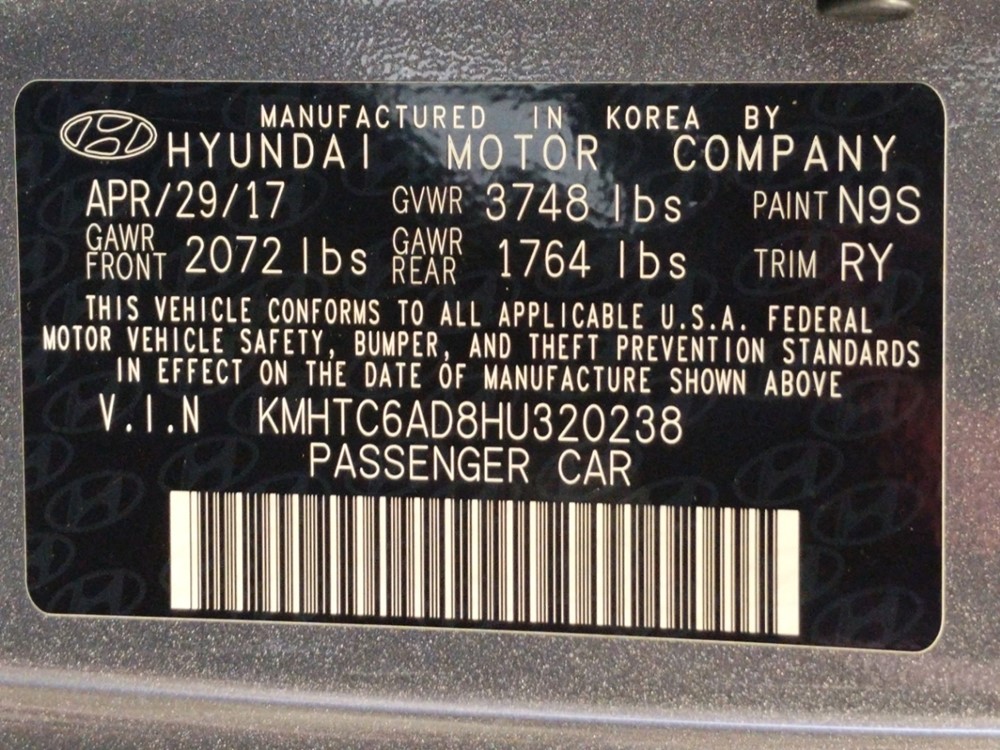 MANUFACTURED IN KOREA BY
HYUNDAI MOTOR COMPANY
APR/29/17 GVWR 3748 lbs PAINT N9S
GAWR FRONT 2072 lbs GAWR REAR 1764 lbs TRIM RY
THIS VEHICLE CONFORMS TO ALL APPLICABLE U.S.A. FEDERAL
MOTOR VEHICLE SAFETY, BUMPER, AND THEFT PREVENTION STANDARDS
IN EFFECT ON THE DATE OF MANUFACTURE SHOWN ABOVE
V.I.N KMHTC6AD8HU320238
PASSENGER CAR